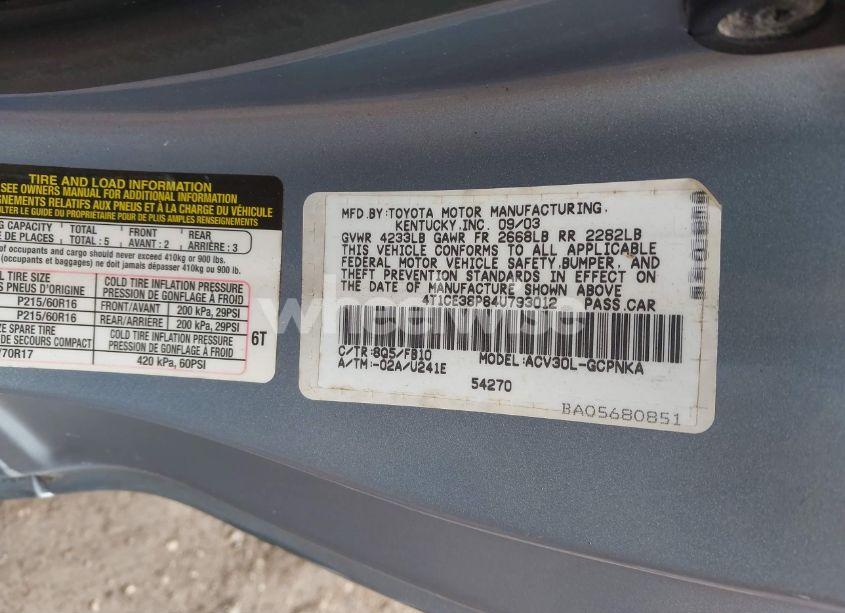 TIRE AND LOAD INFORMATION
SEE OWNERS MANUAL FOR ADDITIONAL INFORMATION
RELATIFS AUX PNEUS ET À LA CHARGE DU VÉHICULE
LE GUIDE DU PROPRIÉTAIRE POUR DE PLUS AMPLES RENSEIGNEMENTS
CAPACITY TOTAL FRONT REAR
DE PLACES TOTAL : 5 AVANT : 2 ARRIÈRE : 3
of occupants and cargo should never exceed 410kg or 900 lbs.
(occupants et bagages) ne doit jamais dépasser 410kg ou 900 lb.
TIRE SIZE COLD TIRE INFLATION PRESSURE
PNEUS D'ORIGINE PRESSION DE GONFLAGE À FROID
P215/60R16 FRONT/AVANT 200 kPa, 29PSI
P215/60R16 REAR/ARRIÈRE 200 kPa, 29PSI
SPARE TIRE COLD TIRE INFLATION PRESSURE
DE SECOURS COMPACT PRESSION DE GONFLAGE À FROID
70R17 420 kPa, 60PSI
6T
MFD.BY:TOYOTA MOTOR MANUFACTURING,
KENTUCKY,INC. 09/03
GVWR 4233LB GAWR FR 2668LB RR 2282LB
THIS VEHICLE CONFORMS TO ALL APPLICABLE
FEDERAL MOTOR VEHICLE SAFETY,BUMPER, AND
THEFT PREVENTION STANDARDS IN EFFECT ON
THE DATE OF MANUFACTURE SHOWN ABOVE
4T1CE38P84U793012 PASS.CAR
C/TR:8Q5/FB10 MODEL:ACV30L-GCPNKA
A/TM:-02A/U241E
54270
BA05680851
wheelwise